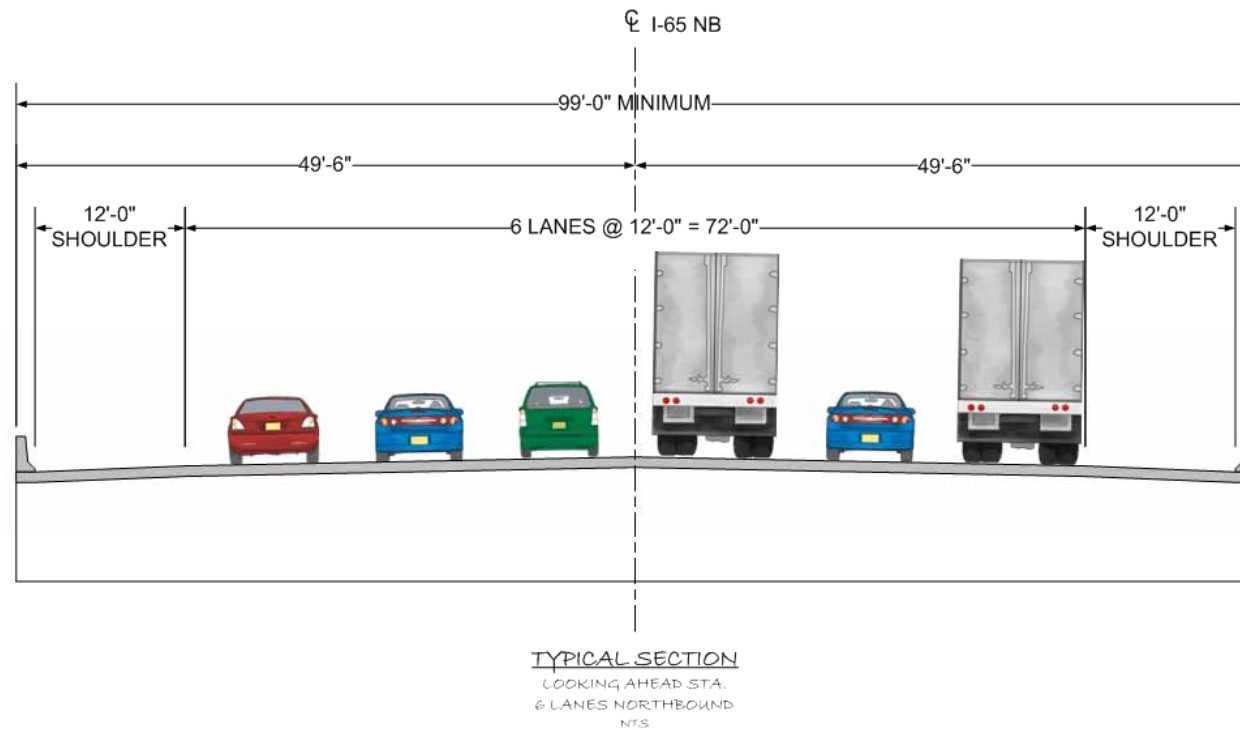 ℄ I-65 NB
99'-0" MINIMUM
49'-6"
49'-6"
12'-0"
SHOULDER
6 LANES @ 12'-0" = 72'-0"
12'-0"
SHOULDER
TYPICAL SECTION
LOOKING AHEAD STA.
6 LANES NORTHBOUND
NTS